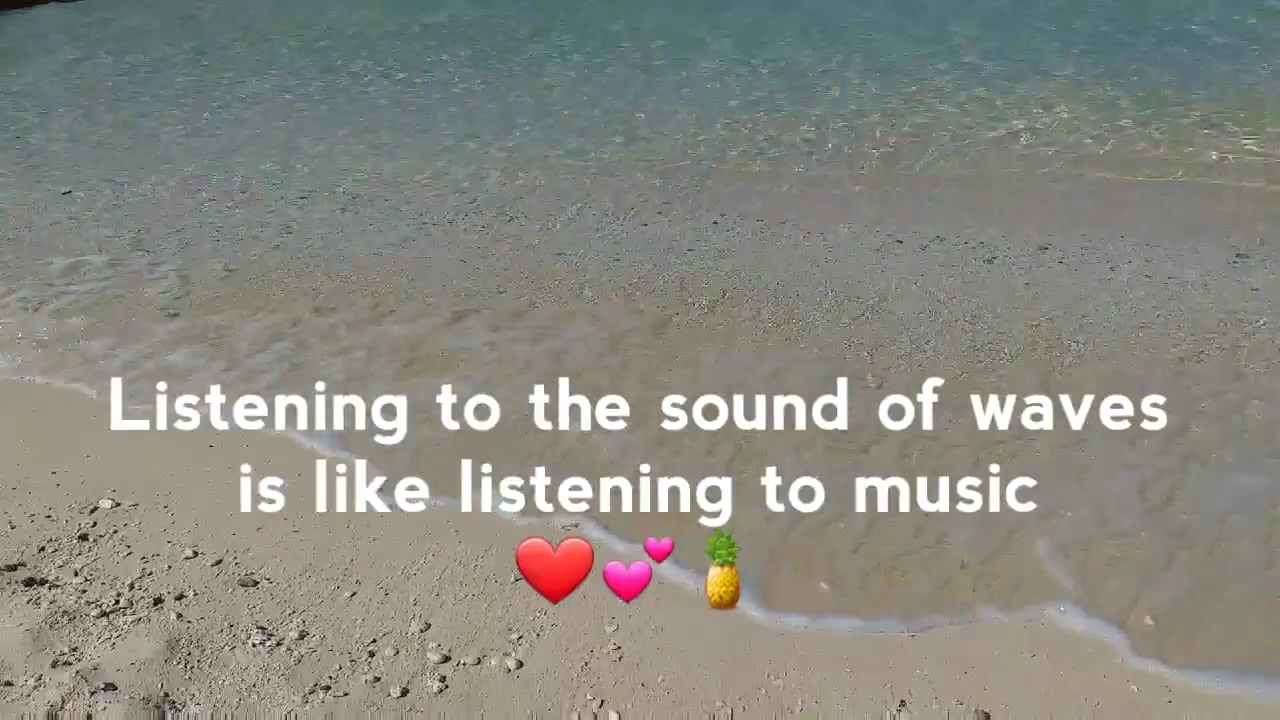 Listening to the sound of waves
is like listening to music
❤️💕🍍